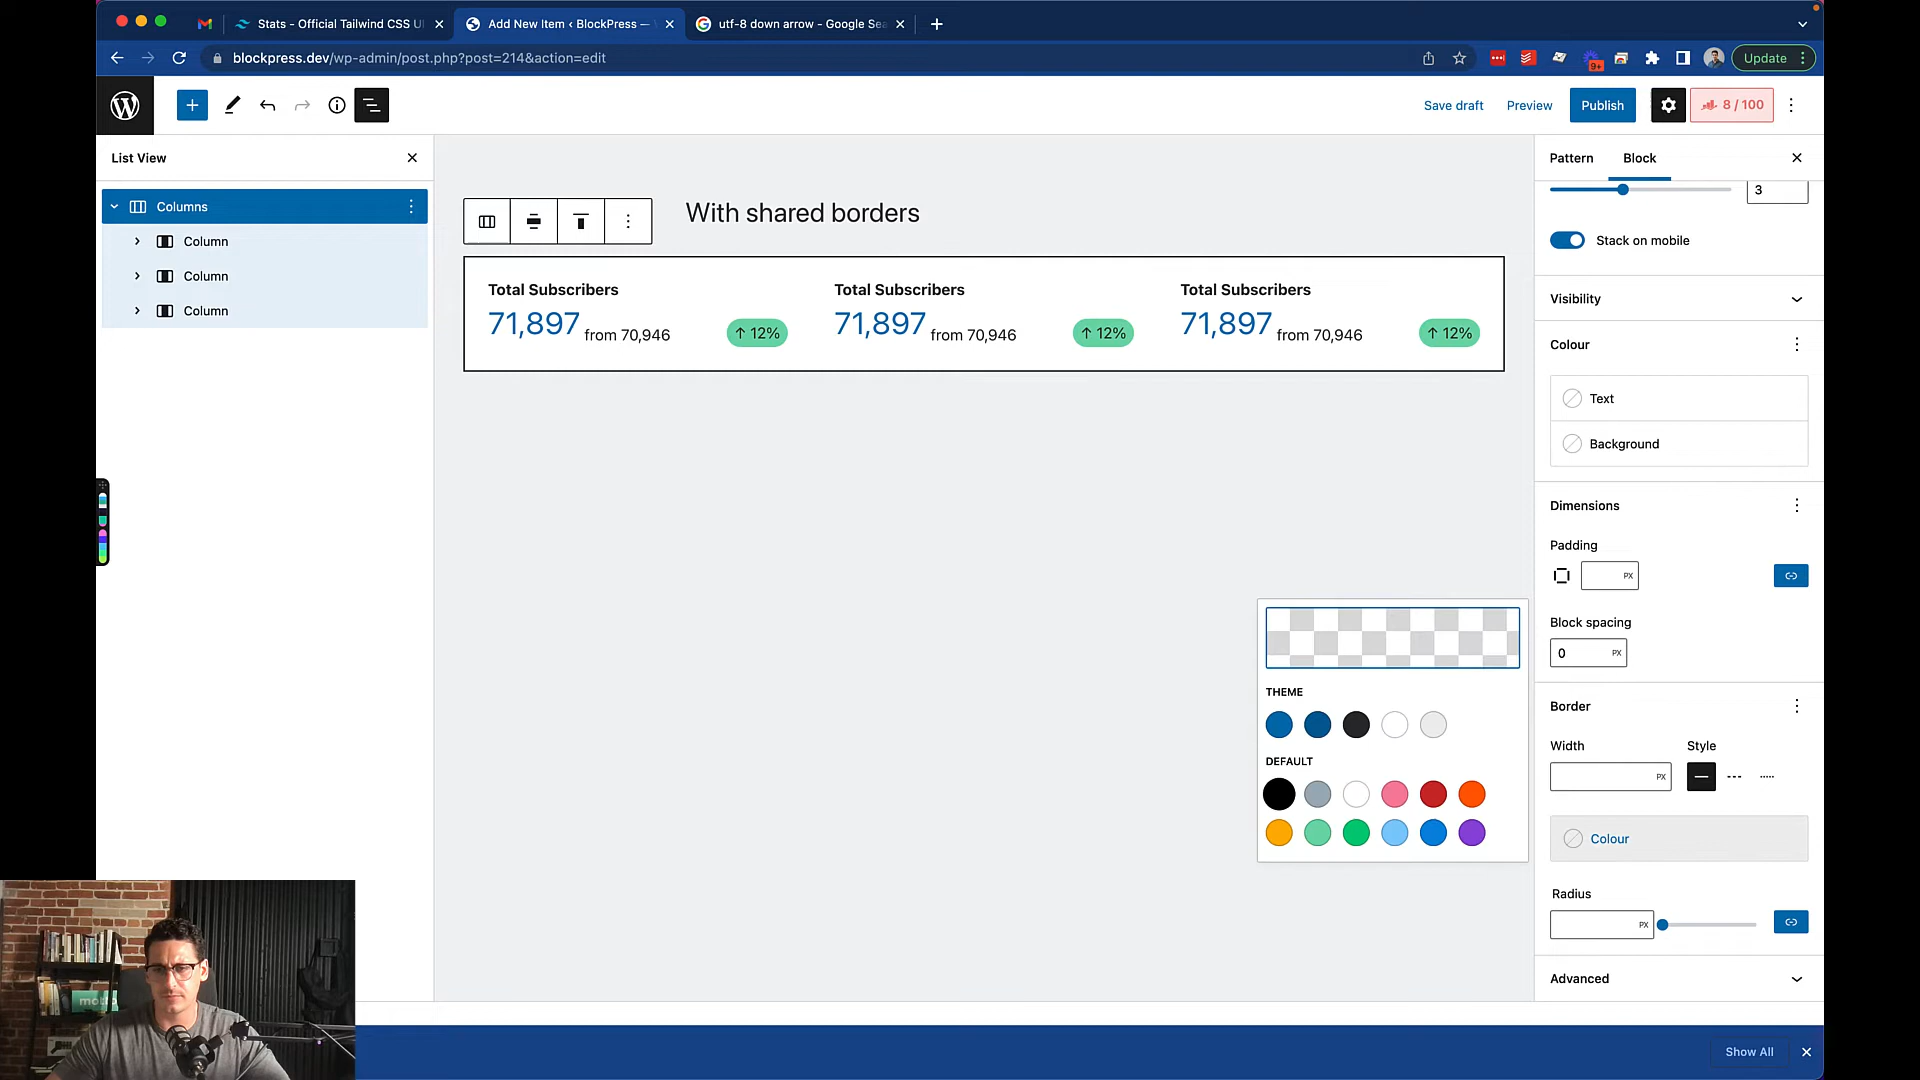 Stats - Official Tailwind CSS UI
Add New Item ‹ BlockPress —
utf-8 down arrow - Google Sea
blockpress.dev/wp-admin/post.php?post=214&action=edit
9+
Update
Save draft
Preview
Publish
8 / 100
List View
Pattern
Block
Columns
Column
Column
Column
With shared borders
Total Subscribers
71,897 from 70,946
↑ 12%
Total Subscribers
71,897 from 70,946
↑ 12%
Total Subscribers
71,897 from 70,946
↑ 12%
3
Stack on mobile
Visibility
Colour
Text
Background
Dimensions
Padding
PX
Block spacing
0 PX
Border
Width
Style
PX
Colour
Radius
PX
Advanced
THEME
DEFAULT
Show All